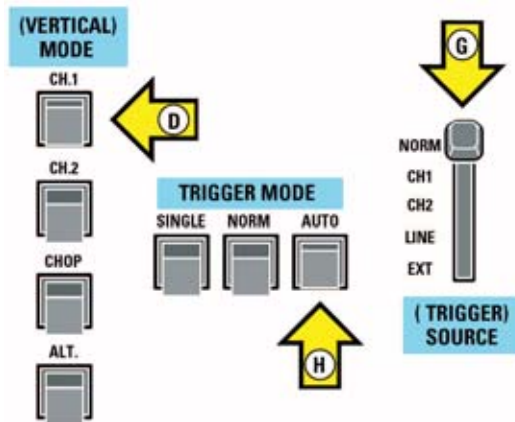 (VERTICAL)
MODE
CH.1
D
CH.2
CHOP
ALT.
TRIGGER MODE
SINGLE NORM AUTO
H
G
NORM
CH1
CH2
LINE
EXT
( TRIGGER)
SOURCE